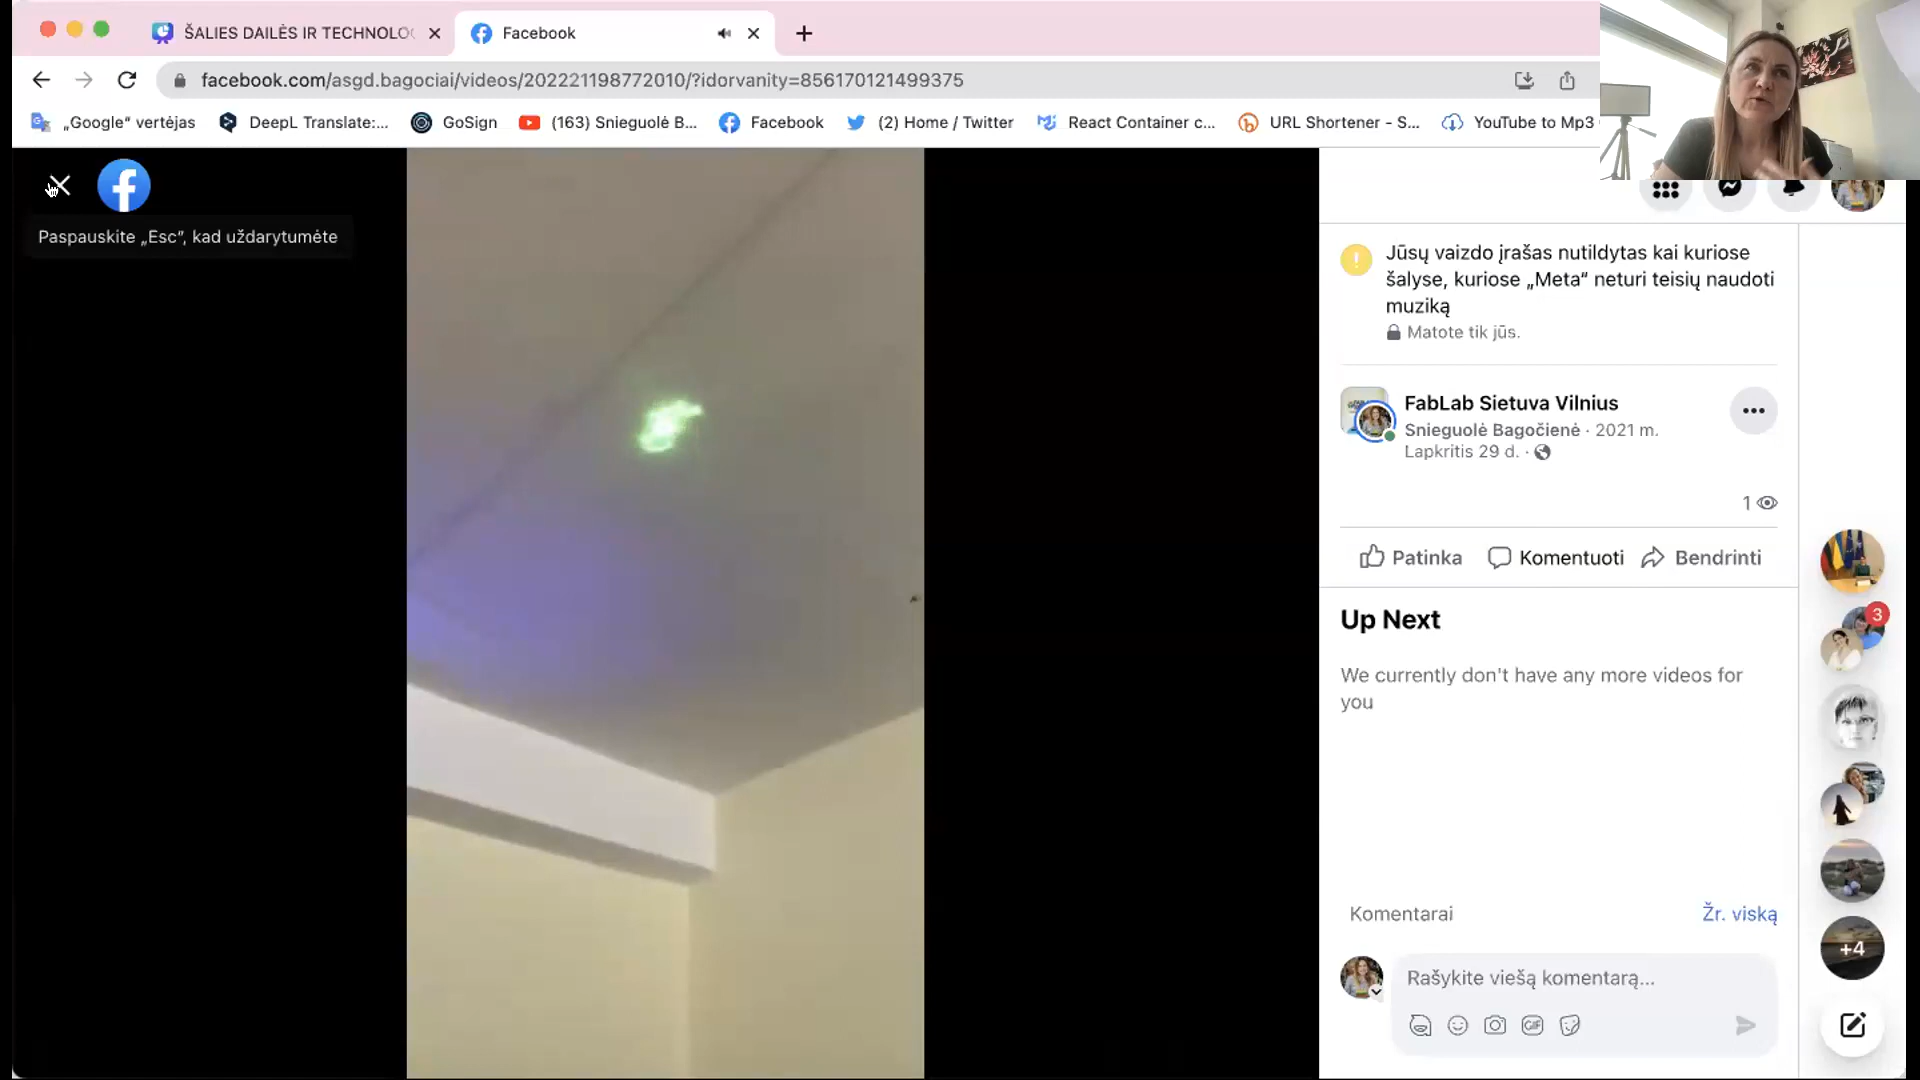 ŠALIES DAILĖS IR TECHNOLO
Facebook
facebook.com/asgd.bagociai/videos/202221198772010/?idorvanity=856170121499375
„Google“ vertėjas
DeepL Translate:...
GoSign
(163) Snieguolė B...
Facebook
(2) Home / Twitter
React Container c...
URL Shortener - S...
YouTube to Mp3
Paspauskite „Esc“, kad uždarytumėte
Jūsų vaizdo įrašas nutildytas kai kuriose
šalyse, kuriose „Meta“ neturi teisių naudoti
muziką
Matote tik jūs.
FabLab Sietuva Vilnius
Snieguolė Bagočienė · 2021 m.
Lapkritis 29 d. ·
1
Patinka
Komentuoti
Bendrinti
3
Up Next
We currently don't have any more videos for
you
Komentarai
Žr. viską
+4
Rašykite viešą komentarą...
GIF